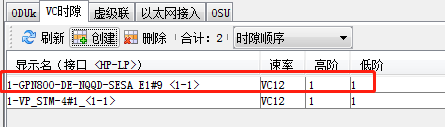 ODUk VC时隙 虚级联 以太网接入 OSU
刷新 创建 删除 合计: 2 时隙顺序
显示名 (接口 <HP-LP>) 速率 高阶 低阶
1-GPN800-DE-NQQD-SESA E1#9 <1-1> VC12 1 1
1-VP_STM-4#1_<1-1> VC12 1 1